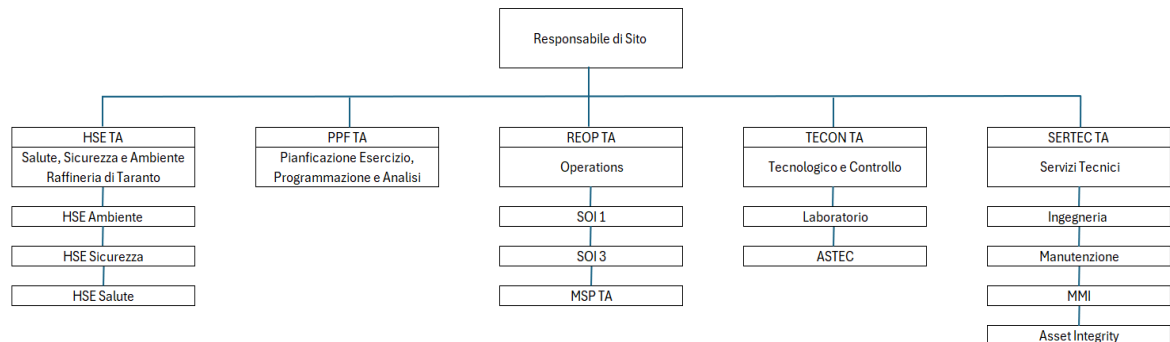 Responsabile di Sito
HSE TA
Salute, Sicurezza e Ambiente
Raffineria di Taranto
HSE Ambiente
HSE Sicurezza
HSE Salute
PPF TA
Pianificazione Esercizio,
Programmazione e Analisi
REOP TA
Operations
SOI 1
SOI 3
MSP TA
TECON TA
Tecnologico e Controllo
Laboratorio
ASTEC
SERTEC TA
Servizi Tecnici
Ingegneria
Manutenzione
MMI
Asset Integrity